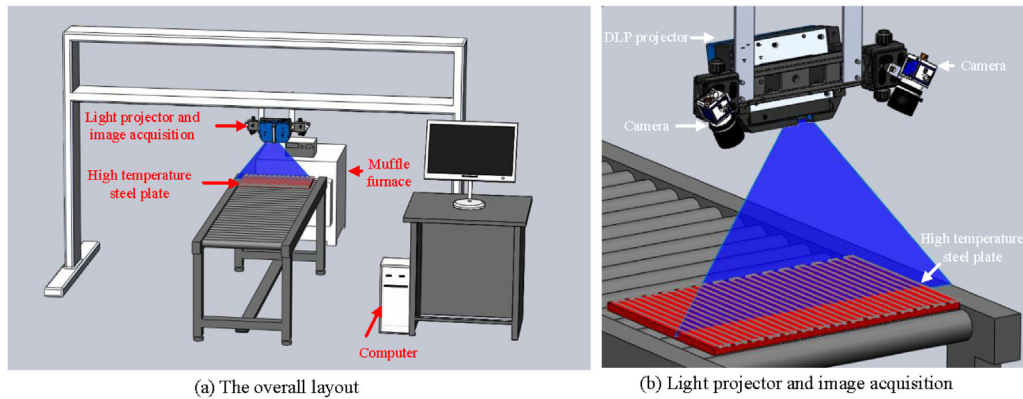 Light projector and
image acquisition
High temperature
steel plate
Muffle
furnace
Computer
(a) The overall layout
DLP projector
Camera
Camera
High temperature
steel plate
(b) Light projector and image acquisition